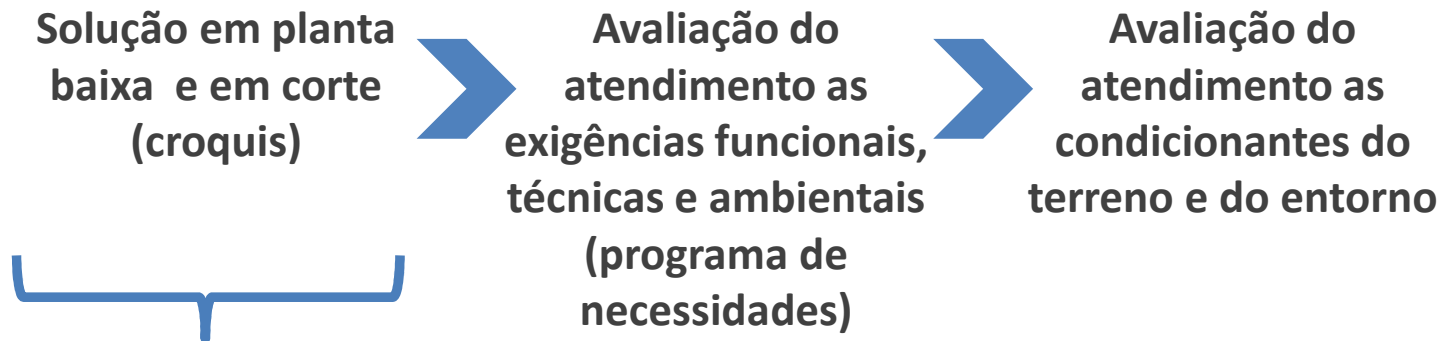 Solução em planta
baixa e em corte
(croquis)
Avaliação do
atendimento as
exigências funcionais,
técnicas e ambientais
(programa de
necessidades)
Avaliação do
atendimento as
condicionantes do
terreno e do entorno